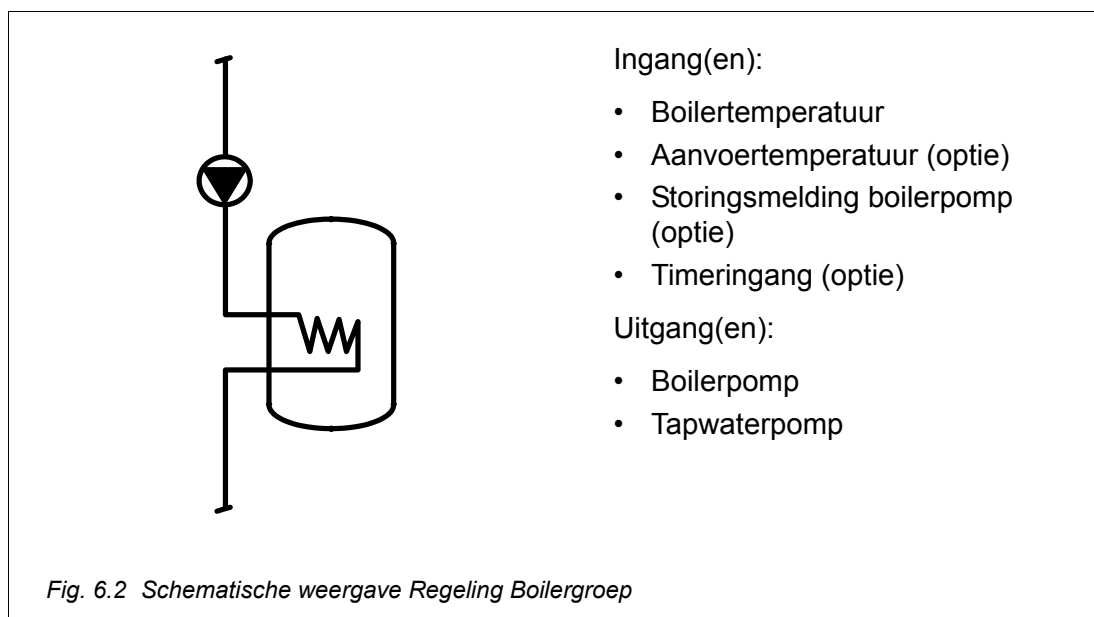 Ingang(en):
• Boilertemperatuur
• Aanvoertemperatuur (optie)
• Storingsmelding boilerpomp
(optie)
• Timeringang (optie)
Uitgang(en):
• Boilerpomp
• Tapwaterpomp
Fig. 6.2 Schematische weergave Regeling Boilergroep